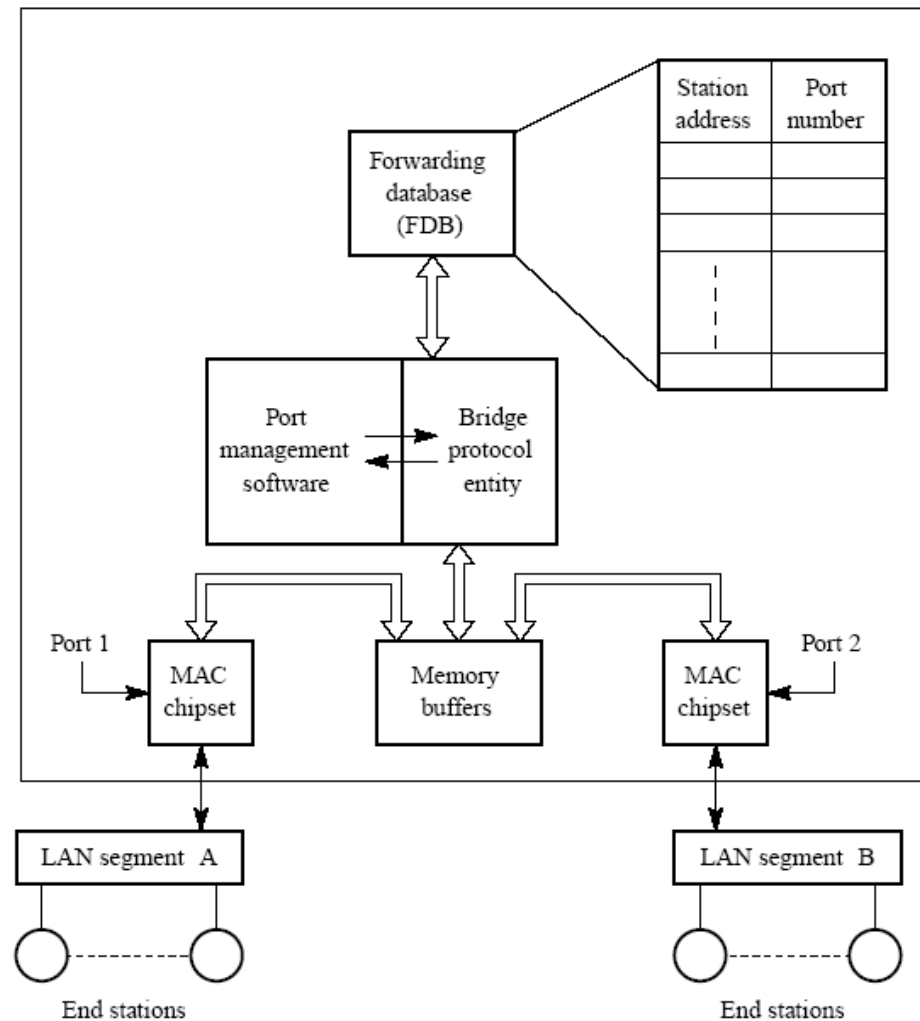 Station
address
Port
number
Forwarding
database
(FDB)
Port
management
software
Bridge
protocol
entity
Port 1
MAC
chipset
Memory
buffers
MAC
chipset
Port 2
LAN segment A
LAN segment B
End stations
End stations